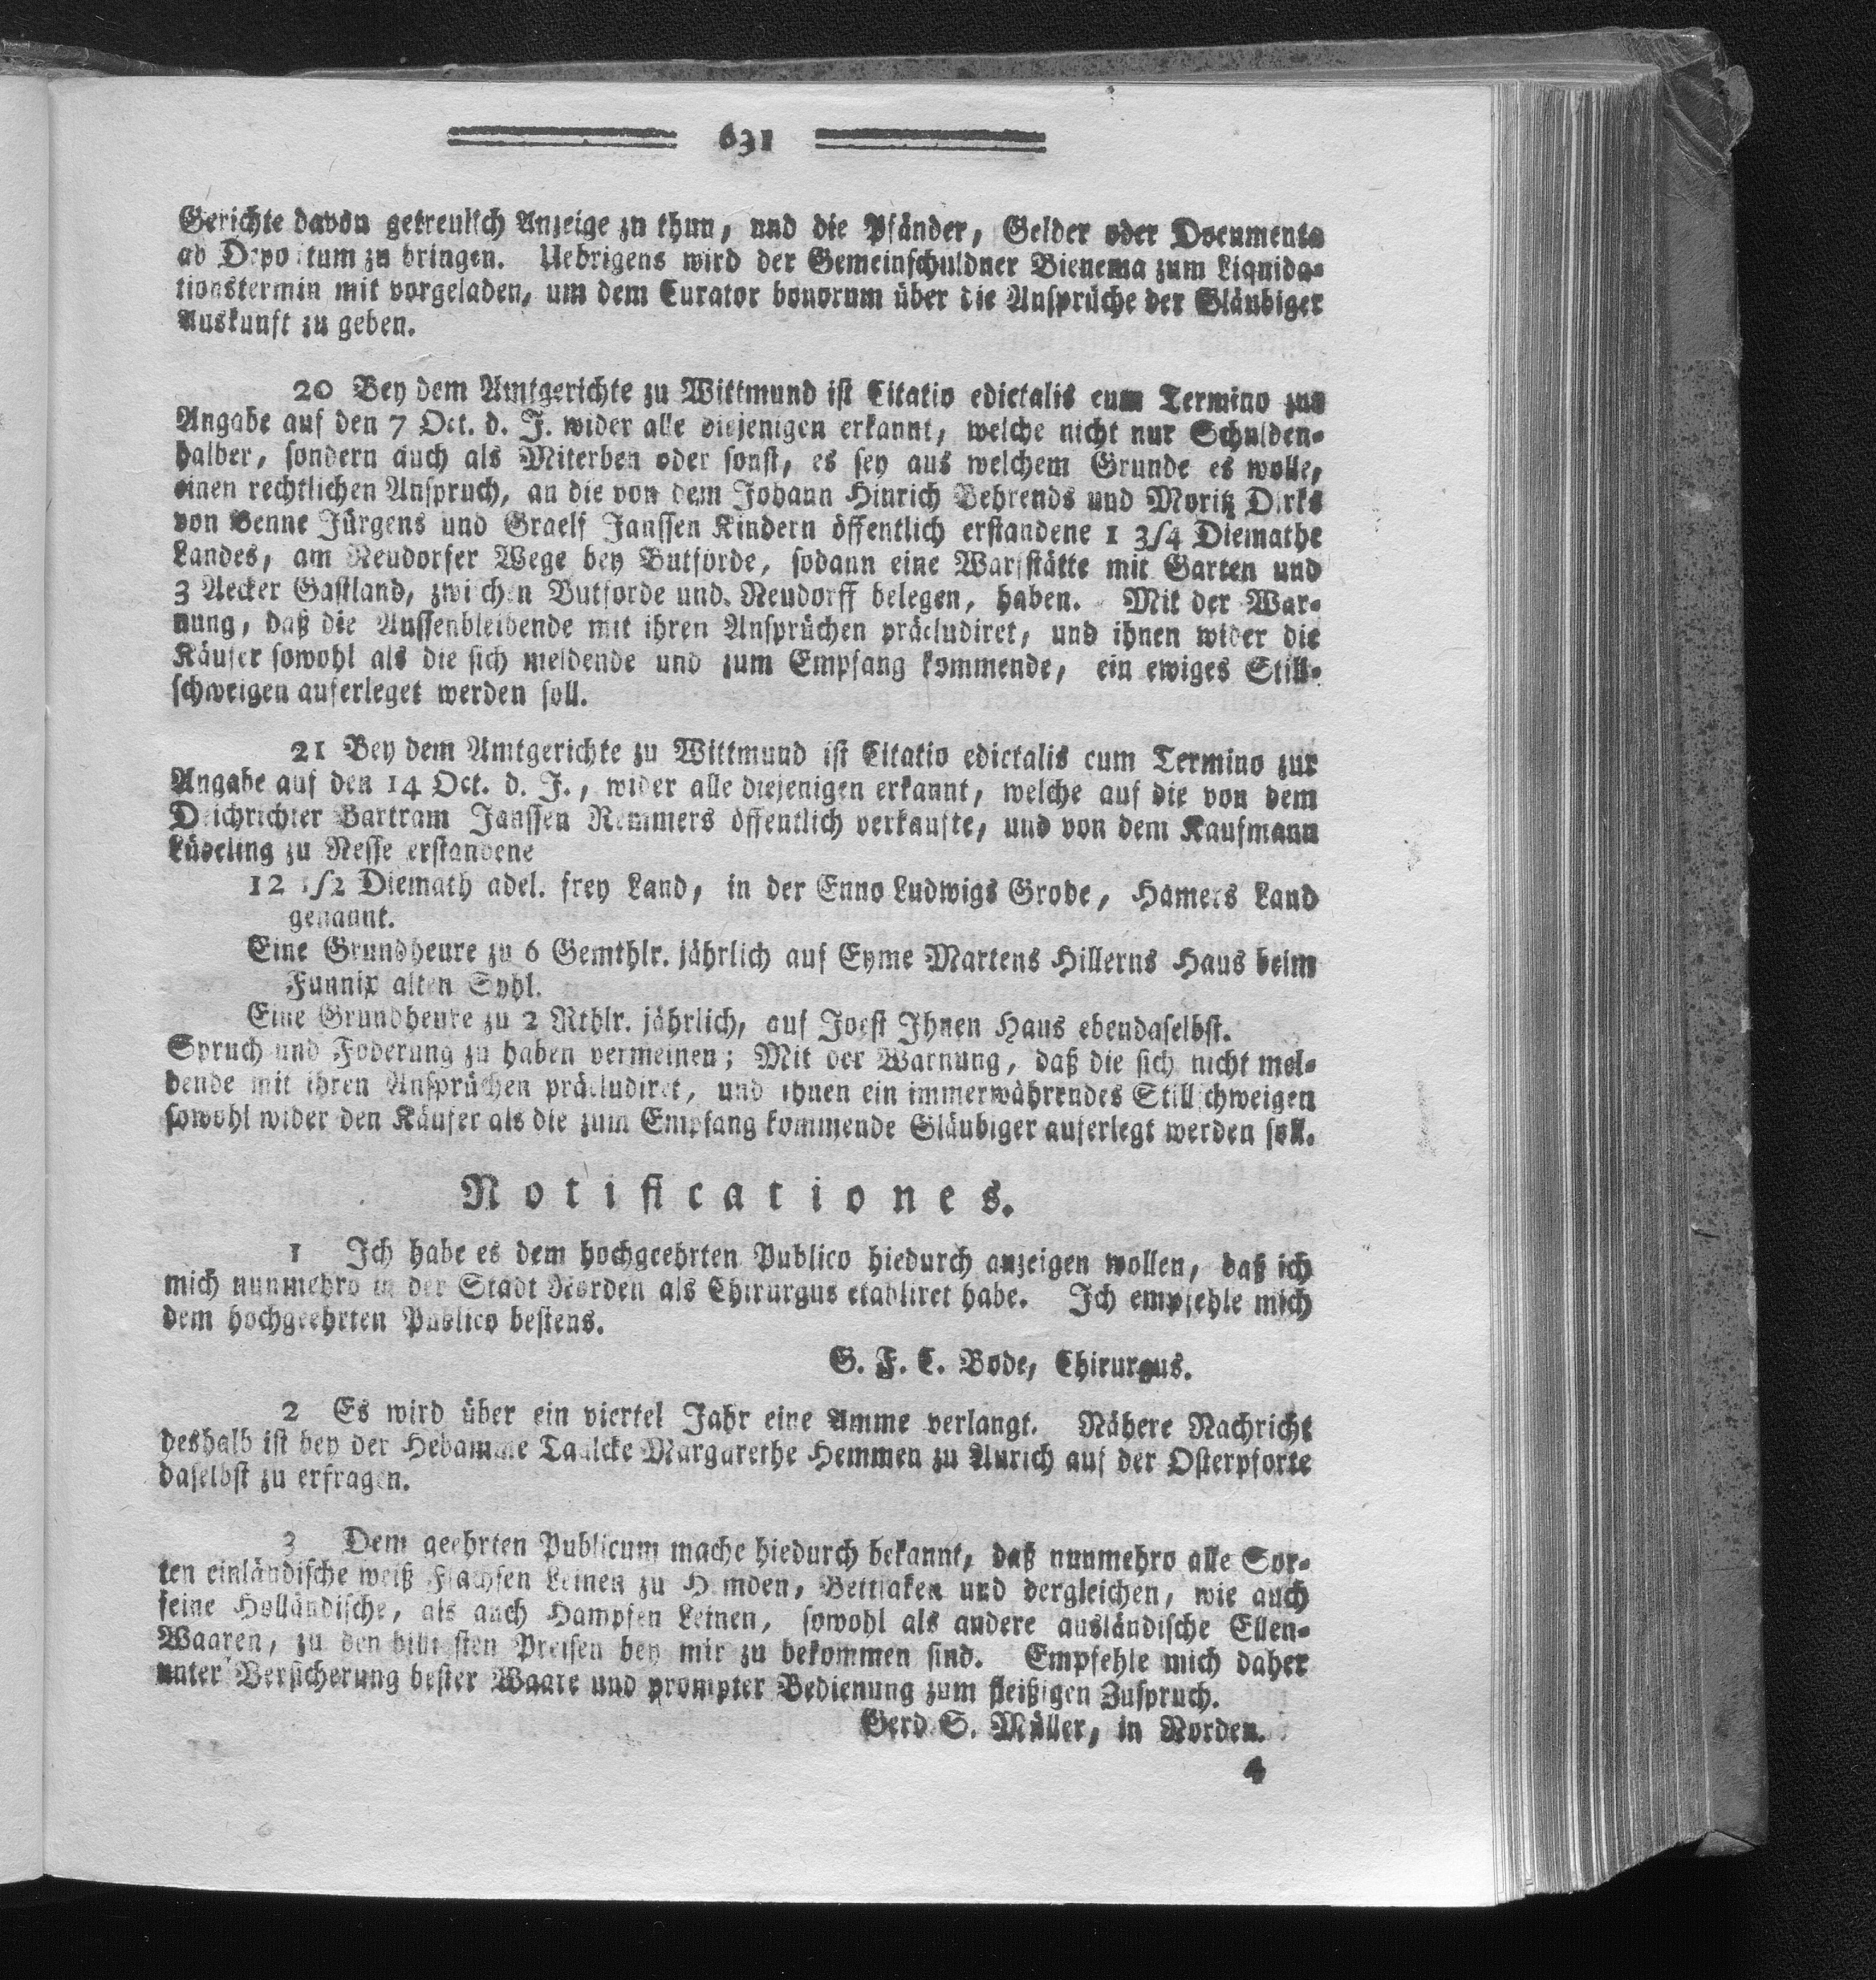 631
Gerichte davon getreulich Anzeige zu thun, und die Pfänder, Gelder oder Documente
ad Depositum zu bringen. Uebrigens wird der Gemeinschuldner Bienema zum Liquida-
tionstermin mit vorgeladen, um dem Curator bonorum über die Ansprüche der Gläubiger
Auskunft zu geben.
20 Bey dem Amtgerichte zu Wittmund ist Citatio edictalis cum Termino zur
Angabe auf den 7 Oct. d. J. wider alle diejenigen erkannt, welche nicht nur Schulden-
halber, sondern auch als Miterben oder sonst, es sey aus welchem Grunde es wolle,
einen rechtlichen Anspruch, an die von dem Johann Hinrich Behrends und Moritz Dirks
von Benne Jürgens und Graelf Janssen Kindern öffentlich erstandene 1 3/4 Diemathe
Landes, am Neudorfer Wege bey Butforde, sodann eine Warfstätte mit Garten und
3 Aecker Gastland, zwischen Butforde und Neudorff belegen, haben. Mit der War-
nung, daß die Aussenbleibende mit ihren Ansprüchen präcludiret, und ihnen wider die
Käufer sowohl als die sich meldende und zum Empfang kommende, ein ewiges Still-
schweigen auferleget werden soll.
21 Bey dem Amtgerichte zu Wittmund ist Citatio edictalis cum Termino zur
Angabe auf den 14 Oct. d. J., wider alle diejenigen erkannt, welche auf die von dem
Deichrichter Bartram Janssen Remmers öffentlich verkaufte, und von dem Kaufmann
Lüdeling zu Nesse erstandene
12 1/2 Diemath adel. frey Land, in der Enno Ludwigs Grode, Hamers Land
genannt.
Eine Grundheure zu 6 Gemthlr. jährlich auf Eyme Martens Hillerns Haus beim
Funnix alten Syhl.
Eine Grundheure zu 2 Rthlr. jährlich, auf Joest Ihnen Haus ebendaselbst.
Spruch und Foderung zu haben vermeinen; Mit der Warnung, daß die sich nicht mel-
dende mit ihren Ansprüchen präcludiret, und ihnen ein immerwährendes Stillschweigen
sowohl wider den Käufer als die zum Empfang kommende Gläubiger auferlegt werden soll.
Notificationes.
1 Ich habe es dem hochgeehrten Publico hiedurch anzeigen wollen, daß ich
mich nunmehro in der Stadt Norden als Chirurgus etabliret habe. Ich empfehle mich
dem hochgeehrten Publico bestens.
G. F. C. Bode, Chirurgus.
2 Es wird über ein viertel Jahr eine Amme verlangt. Nähere Nachricht
deshalb ist bey der Hebamme Taalcke Margarethe Hemmen zu Aurich auf der Osterpforte
daselbst zu erfragen.
3 Dem geehrten Publicum mache hiedurch bekannt, daß nunmehro alle Sor-
ten einländische weiß Flachsen Leinen zu Hemden, Bettlaken und dergleichen, wie auch
feine Holländische, als auch Hampfen Leinen, sowohl als andere ausländische Ellen-
Waaren, zu den billigsten Preisen bey mir zu bekommen sind. Empfehle mich daher
unter Versicherung bester Waare und prompter Bedienung zum fleißigen Zuspruch.
Gerd S. Müller, in Norden.
4